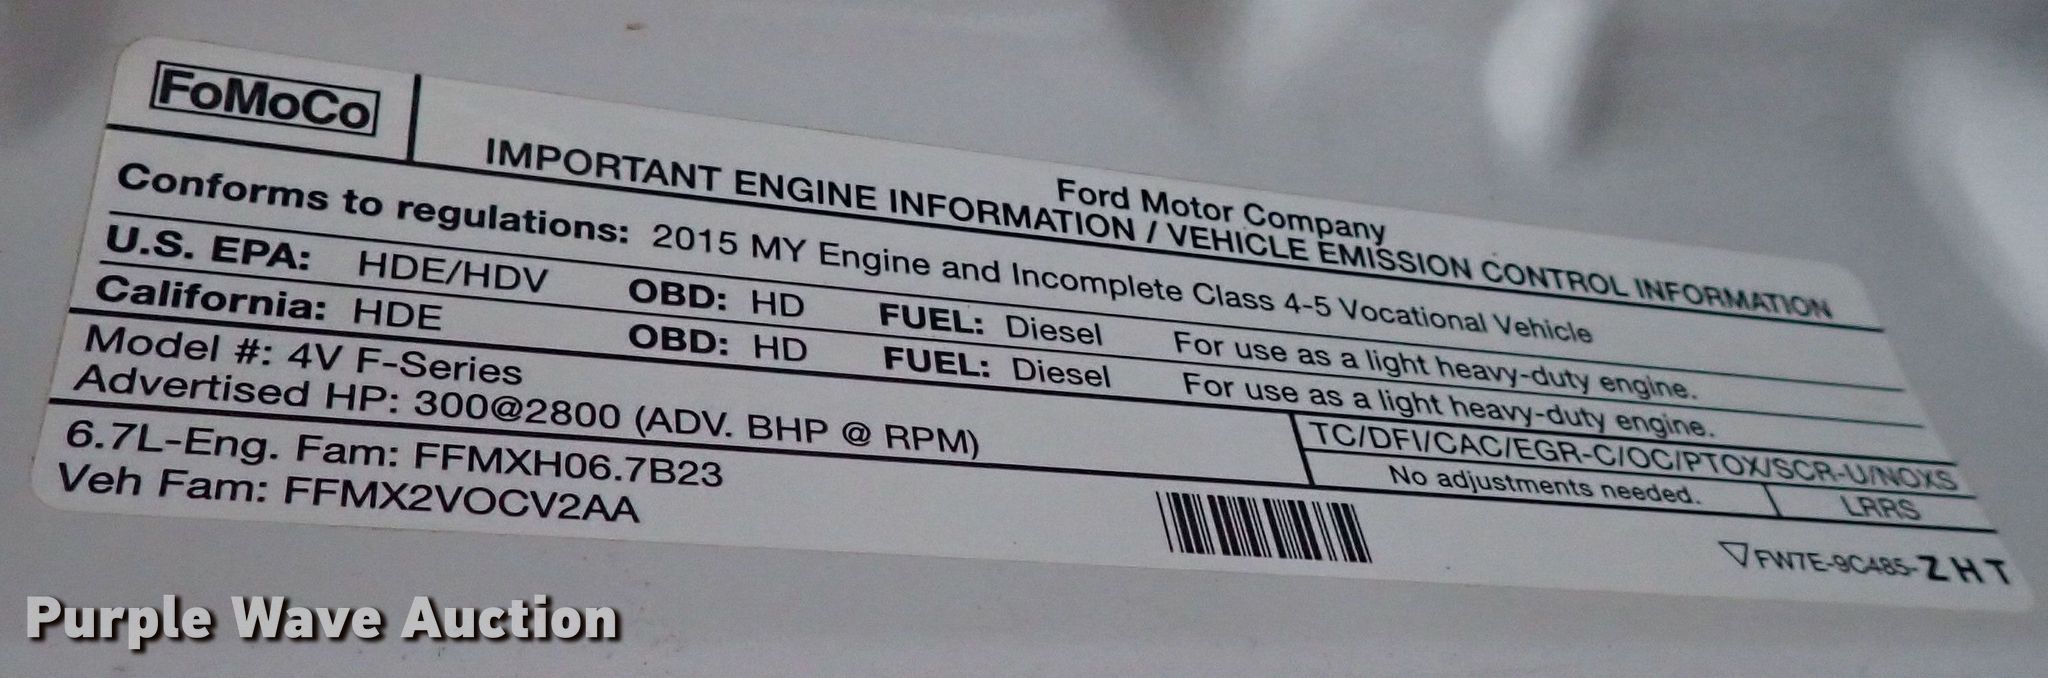 FoMoCo
Ford Motor Company
IMPORTANT ENGINE INFORMATION / VEHICLE EMISSION CONTROL INFORMATION
Conforms to regulations: 2015 MY Engine and Incomplete Class 4-5 Vocational Vehicle
U.S. EPA: HDE/HDV OBD: HD FUEL: Diesel For use as a light heavy-duty engine.
California: HDE OBD: HD FUEL: Diesel For use as a light heavy-duty engine.
Model #: 4V F-Series
Advertised HP: 300@2800 (ADV. BHP @ RPM)
TC/DFI/CAC/EGR-C/OC/PTOX/SCR-U/NOXS
No adjustments needed.
LRRS
6.7L-Eng. Fam: FFMXH06.7B23
Veh Fam: FFMX2VOCV2AA
FW7E-9C485-ZHT
Purple Wave Auction